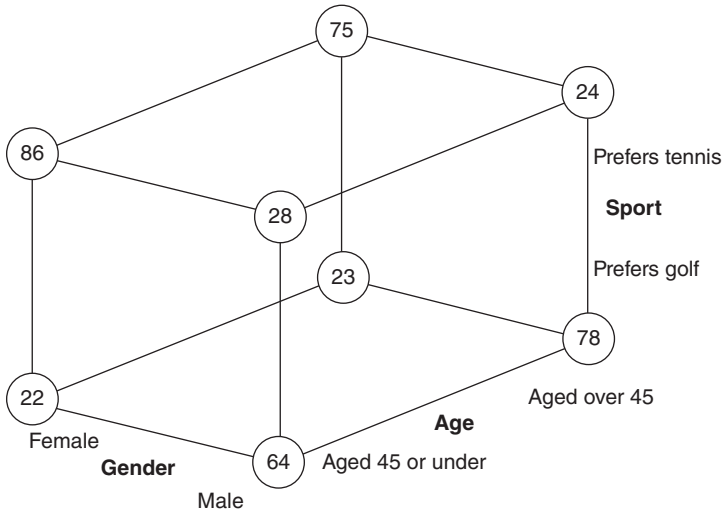 75
24
86
Prefers tennis
28
Sport
Prefers golf
23
78
22
Aged over 45
Age
Female
Gender
64
Aged 45 or under
Male